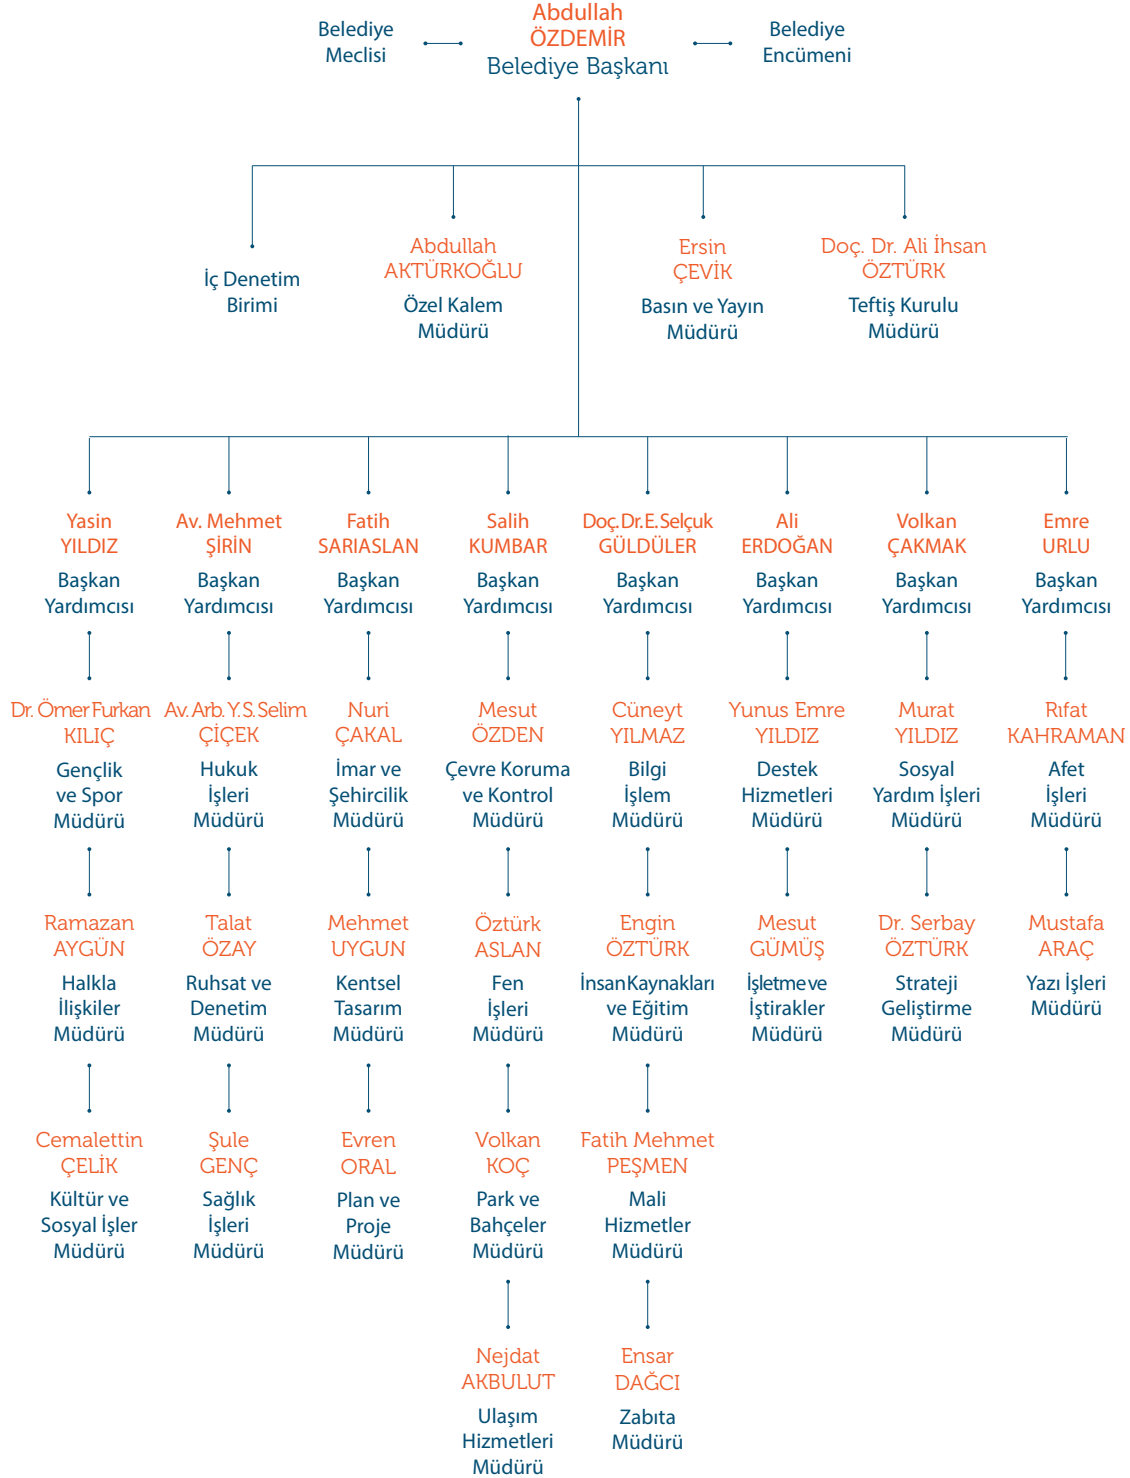 Belediye
Meclisi
Abdullah
ÖZDEMİR
Belediye Başkanı
Belediye
Encümeni
İç Denetim
Birimi
Abdullah
AKTÜRKOĞLU
Özel Kalem
Müdürü
Ersin
ÇEVİK
Basın ve Yayın
Müdürü
Doç. Dr. Ali İhsan
ÖZTÜRK
Teftiş Kurulu
Müdürü
Yasin
YILDIZ
Başkan
Yardımcısı
Av. Mehmet
ŞİRİN
Başkan
Yardımcısı
Fatih
SARIASLAN
Başkan
Yardımcısı
Salih
KUMBAR
Başkan
Yardımcısı
Doç. Dr. E. Selçuk
GÜLDÜLER
Başkan
Yardımcısı
Ali
ERDOĞAN
Başkan
Yardımcısı
Volkan
ÇAKMAK
Başkan
Yardımcısı
Emre
URLU
Başkan
Yardımcısı
Dr. Ömer Furkan
KILIÇ
Gençlik
ve Spor
Müdürü
Av. Arb. Y. S. Selim
ÇİÇEK
Hukuk
İşleri
Müdürü
Nuri
ÇAKAL
İmar ve
Şehircilik
Müdürü
Mesut
ÖZDEN
Çevre Koruma
ve Kontrol
Müdürü
Cüneyt
YILMAZ
Bilgi
İşlem
Müdürü
Yunus Emre
YILDIZ
Destek
Hizmetleri
Müdürü
Murat
YILDIZ
Sosyal
Yardım İşleri
Müdürü
Rıfat
KAHRAMAN
Afet
İşleri
Müdürü
Ramazan
AYGÜN
Halkla
İlişkiler
Müdürü
Talat
ÖZAY
Ruhsat ve
Denetim
Müdürü
Mehmet
UYGUN
Kentsel
Tasarım
Müdürü
Öztürk
ASLAN
Fen
İşleri
Müdürü
Engin
ÖZTÜRK
İnsan Kaynakları
ve Eğitim
Müdürü
Mesut
GÜMÜŞ
İşletme ve
İştirakler
Müdürü
Dr. Serbay
ÖZTÜRK
Strateji
Geliştirme
Müdürü
Mustafa
ARAÇ
Yazı İşleri
Müdürü
Cemalettin
ÇELİK
Kültür ve
Sosyal İşler
Müdürü
Şule
GENÇ
Sağlık
İşleri
Müdürü
Evren
ORAL
Plan ve
Proje
Müdürü
Volkan
KOÇ
Park ve
Bahçeler
Müdürü
Fatih Mehmet
PEŞMEN
Mali
Hizmetler
Müdürü
Nejdat
AKBULUT
Ulaşım
Hizmetleri
Müdürü
Ensar
DAĞCI
Zabıta
Müdürü